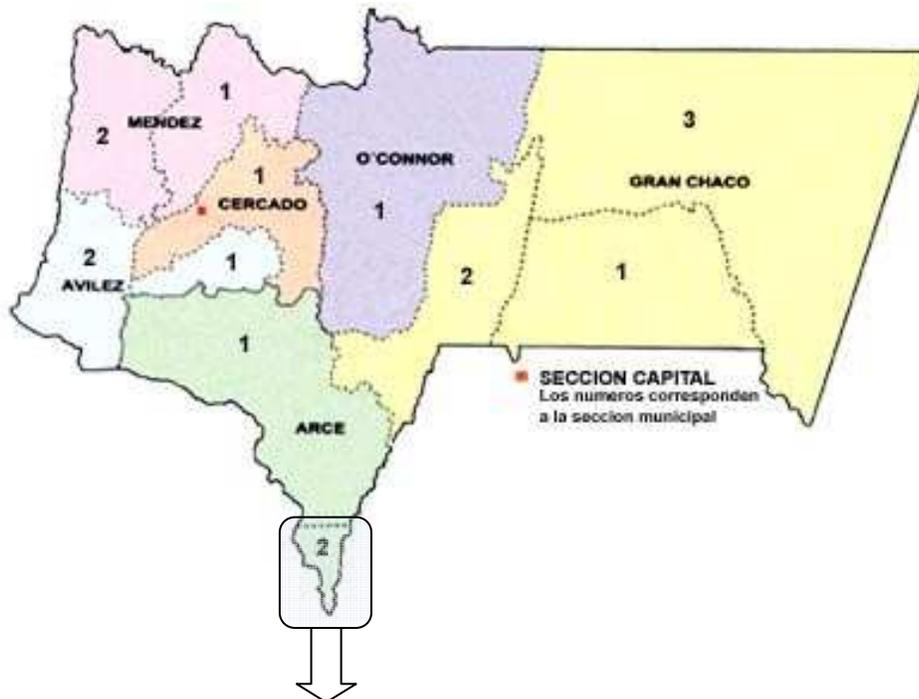 1
3
2
MENDEZ
O'CONNOR
1
CERCADO
GRAN CHACO
1
2
AVILEZ
1
2
1
1
SECCION CAPITAL
Los numeros corresponden
a la seccion municipal
ARCE
2